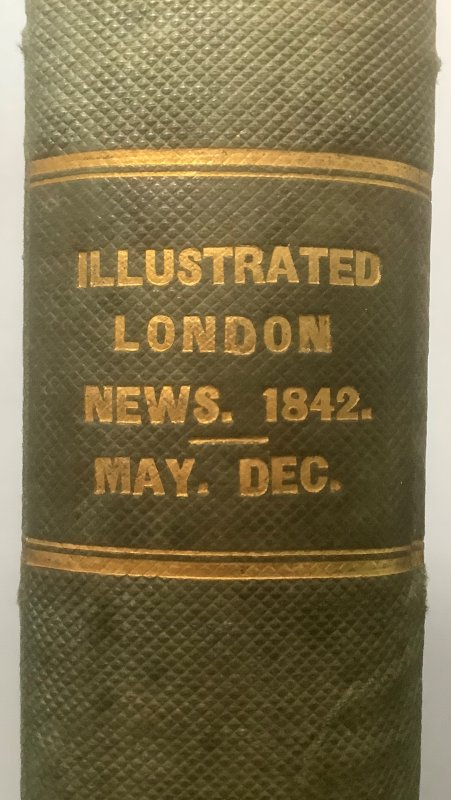 ILLUSTRATED
LONDON
NEWS. 1842.
MAY. DEC.